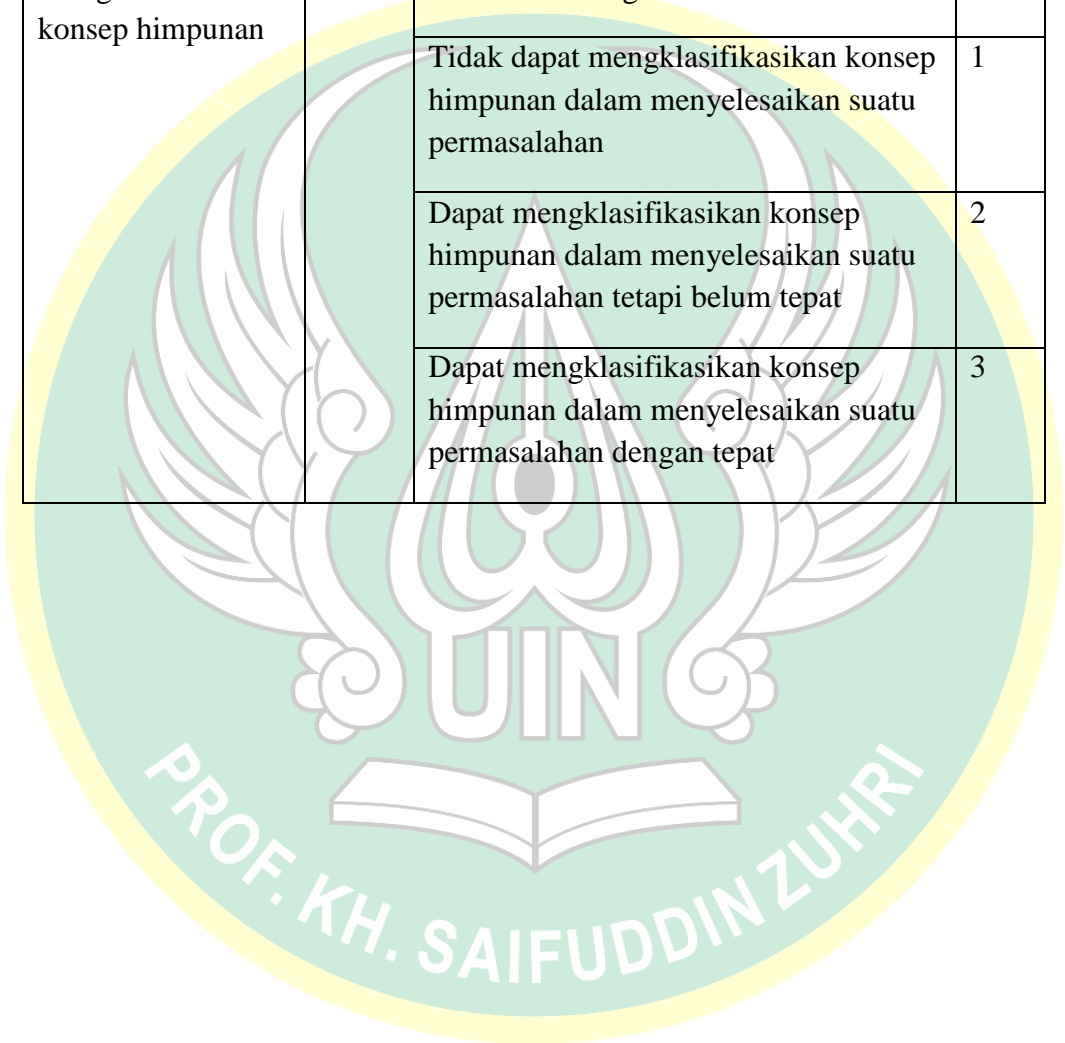 konsep himpunan
Tidak dapat mengklasifikasikan konsep 1
himpunan dalam menyelesaikan suatu
permasalahan
Dapat mengklasifikasikan konsep 2
himpunan dalam menyelesaikan suatu
permasalahan tetapi belum tepat
Dapat mengklasifikasikan konsep 3
himpunan dalam menyelesaikan suatu
permasalahan dengan tepat
UIN
PROF. KH. SAIFUDDIN ZUHRI